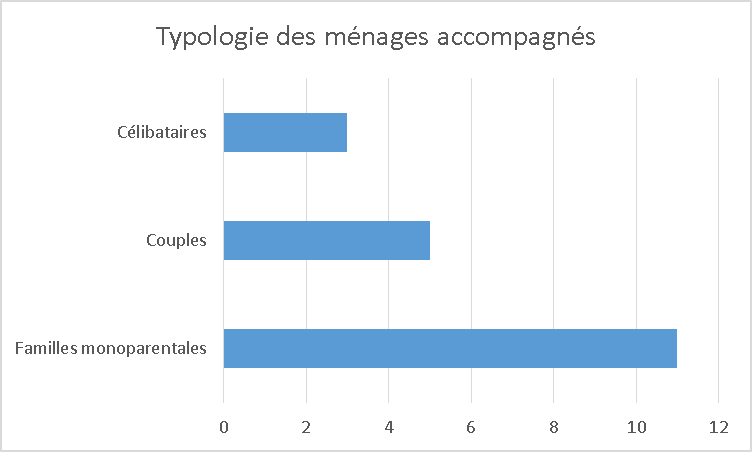 Typologie des ménages accompagnés
Célibataires
Couples
Familles monoparentales
0 2 4 6 8 10 12